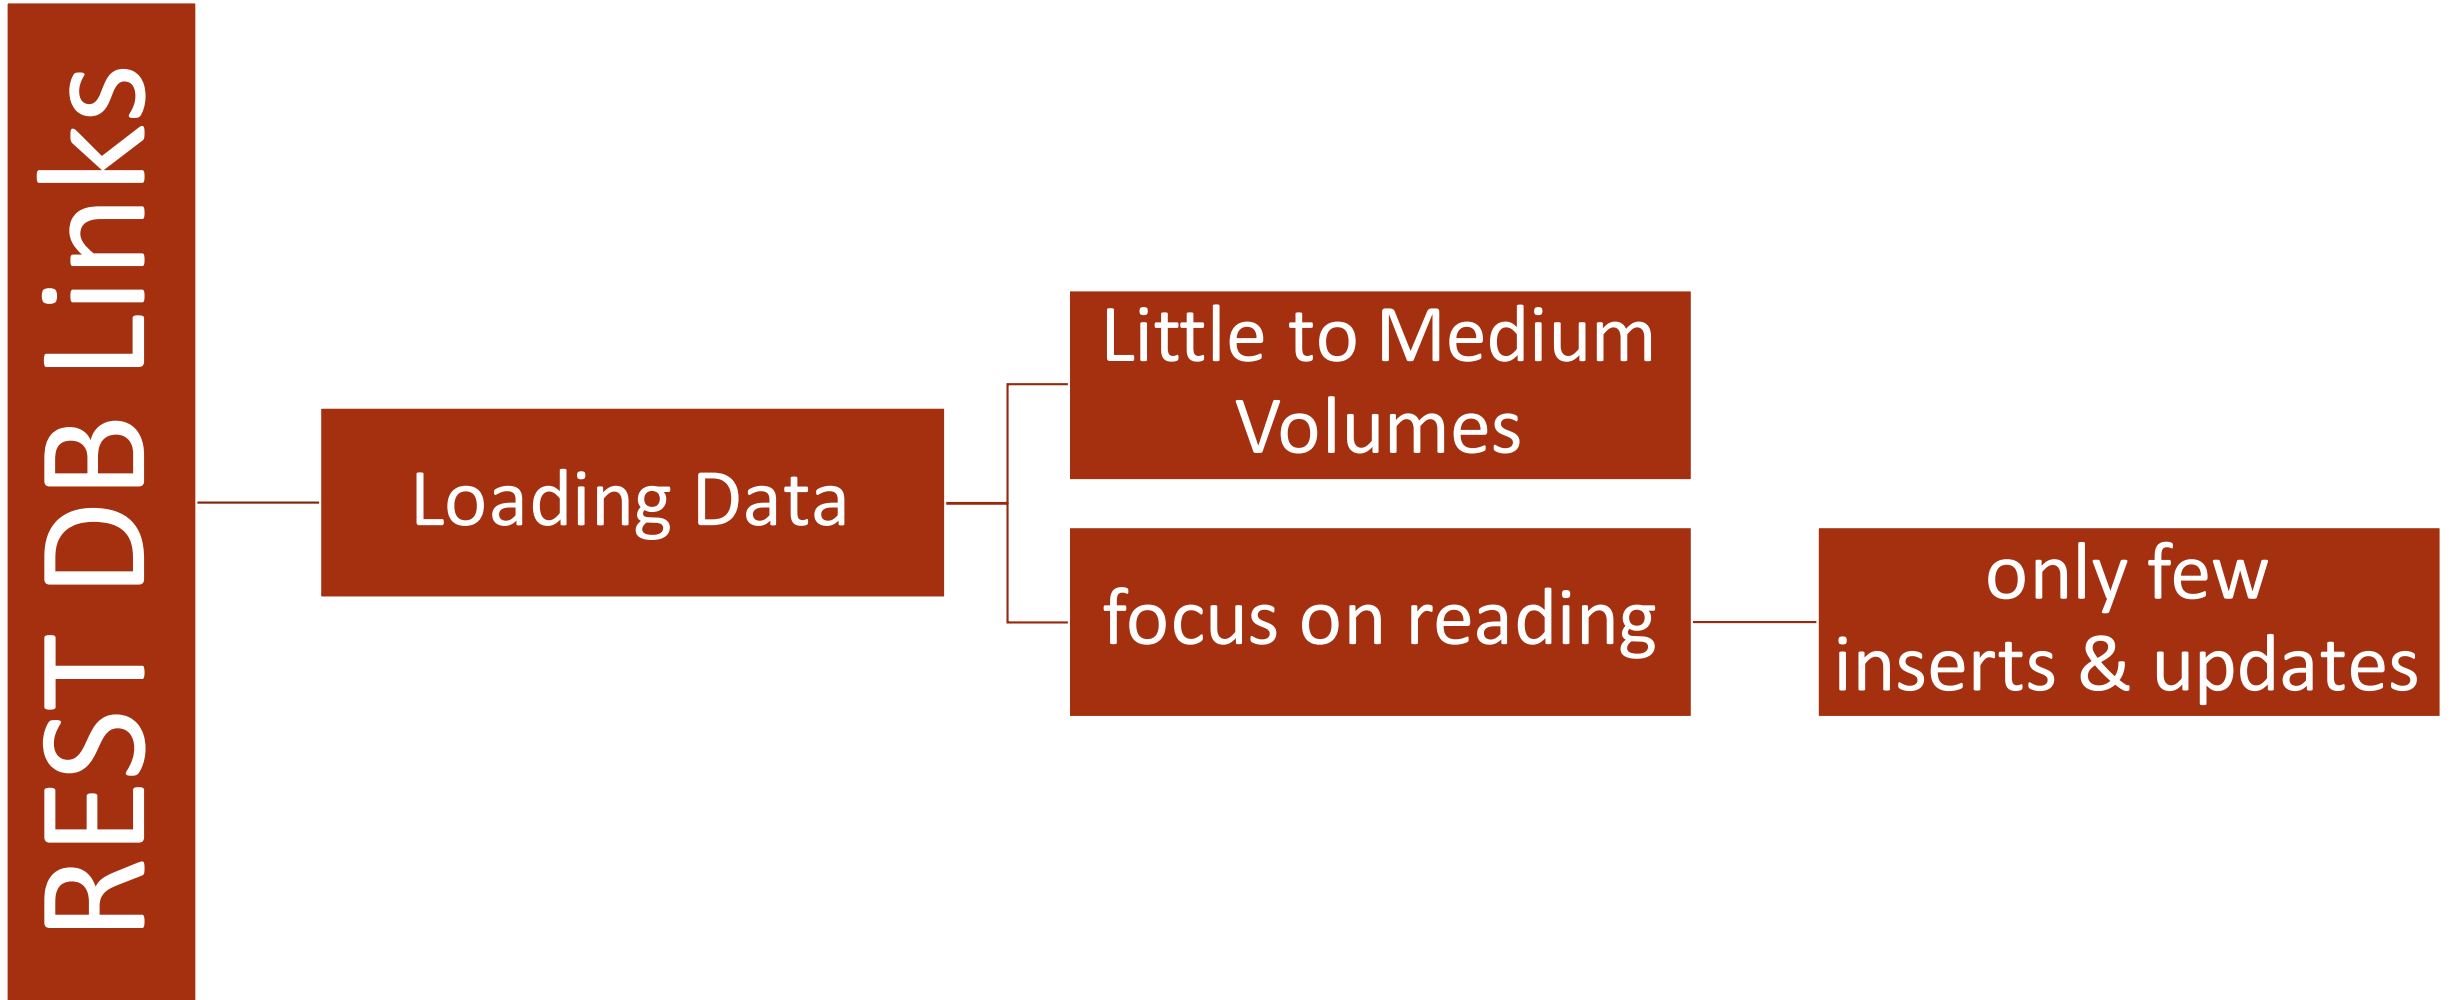 REST DB Links
Loading Data
Little to Medium
Volumes
focus on reading
only few
inserts & updates